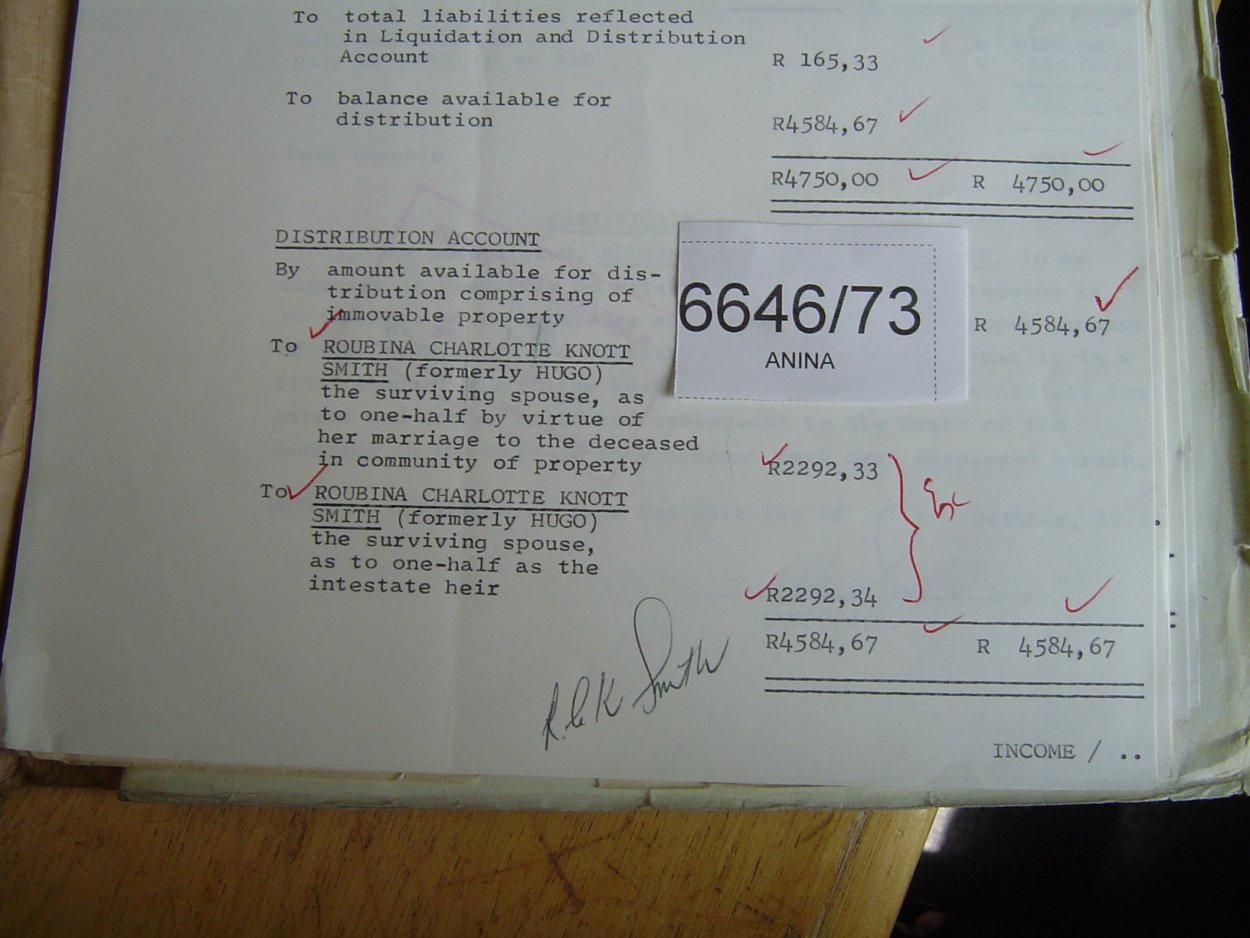 To total liabilities reflected
in Liquidation and Distribution
Account R 165,33
To balance available for
distribution R4584,67
R4750,00 R 4750,00
DISTRIBUTION ACCOUNT
By amount available for dis-
tribution comprising of
immovable property R 4584,67
6646/73
ANINA
To ROUBINA CHARLOTTE KNOTT
SMITH (formerly HUGO)
the surviving spouse, as
to one-half by virtue of
her marriage to the deceased
in community of property R2292,33
To ROUBINA CHARLOTTE KNOTT
SMITH (formerly HUGO)
the surviving spouse,
as to one-half as the
intestate heir R2292,34
R4584,67 R 4584,67
R.C.K Smith
INCOME / ..